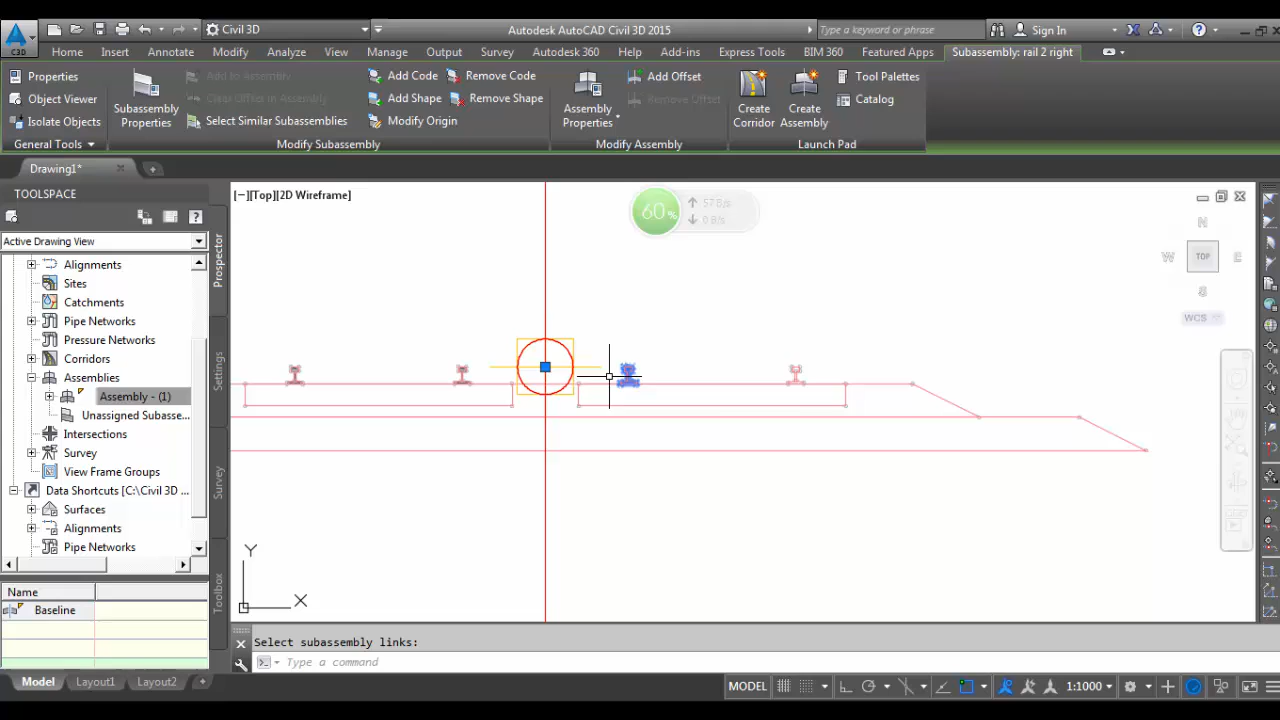 Civil 3D
Autodesk AutoCAD Civil 3D 2015
Type a keyword or phrase
Sign In
C3D
Home Insert Annotate Modify Analyze View Manage Output Survey Autodesk 360 Help Add-ins Express Tools BIM 360 Featured Apps Subassembly: rail 2 right
Properties
Object Viewer
Isolate Objects
General Tools
Subassembly Properties
Add to Assembly
Clear Offset in Assembly
Select Similar Subassemblies
Add Code
Add Shape
Modify Origin
Remove Code
Remove Shape
Modify Subassembly
Assembly Properties
Add Offset
Remove Offset
Modify Assembly
Create Corridor
Create Assembly
Tool Palettes
Catalog
Launch Pad
Drawing1*
TOOLSPACE
Active Drawing View
Alignments
Sites
Catchments
Pipe Networks
Pressure Networks
Corridors
Assemblies
Assembly - (1)
Unassigned Subasse...
Intersections
Survey
View Frame Groups
Data Shortcuts [C:\Civil 3D ...
Surfaces
Alignments
Pipe Networks
Name
Baseline
Prospector
Settings
Survey
Toolbox
[−][Top][2D Wireframe]
60%
N
W TOP E
S
WCS
Y
X
Select subassembly links:
Type a command
Model Layout1 Layout2
MODEL
1:1000